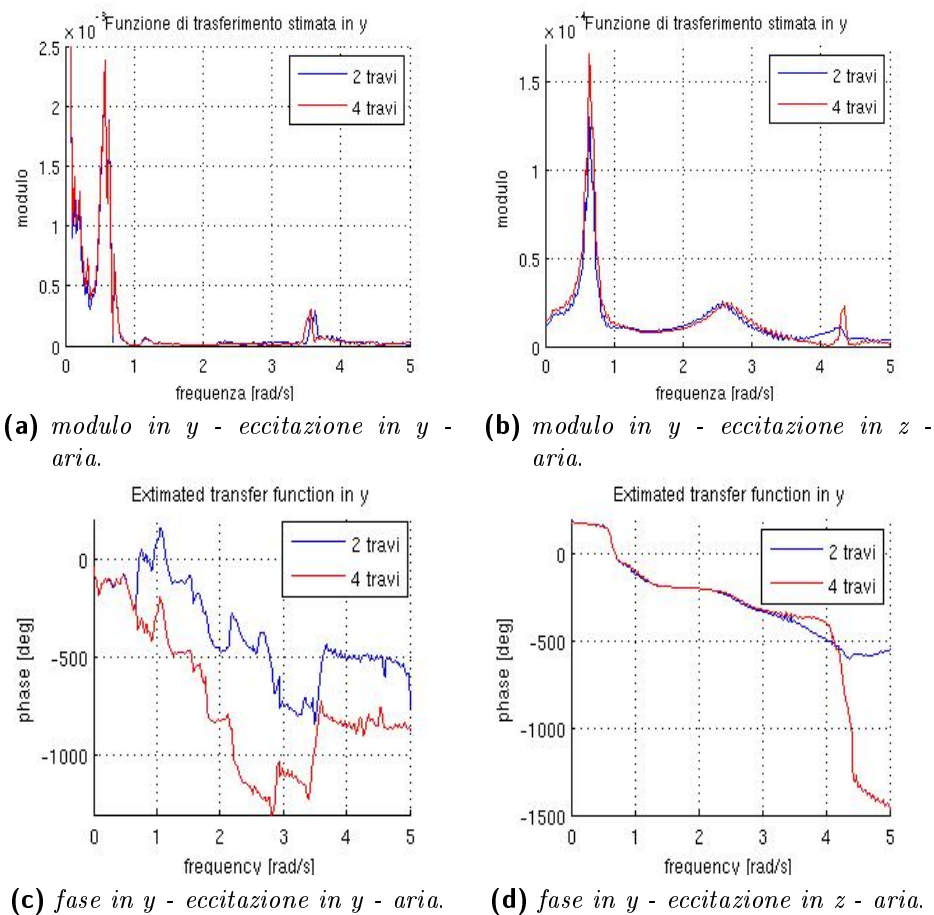 × 10⁻³ Funzione di trasferimento stimata in y
2.5
2
1.5
1
0.5
0
modulo
2 travi
4 travi
0 1 2 3 4 5
frequenza [rad/s]
(a) modulo in y - eccitazione in y -
aria.
× 10⁻⁴ Funzione di trasferimento stimata in y
1.5
1
0.5
0
modulo
2 travi
4 travi
0 1 2 3 4 5
frequenza [rad/s]
(b) modulo in y - eccitazione in z -
aria.
Extimated transfer function in y
0
-500
-1000
phase [deg]
2 travi
4 travi
0 1 2 3 4 5
frequency [rad/s]
(c) fase in y - eccitazione in y - aria.
Extimated transfer function in y
0
-500
-1000
-1500
phase [deg]
2 travi
4 travi
0 1 2 3 4 5
frequency [rad/s]
(d) fase in y - eccitazione in z - aria.